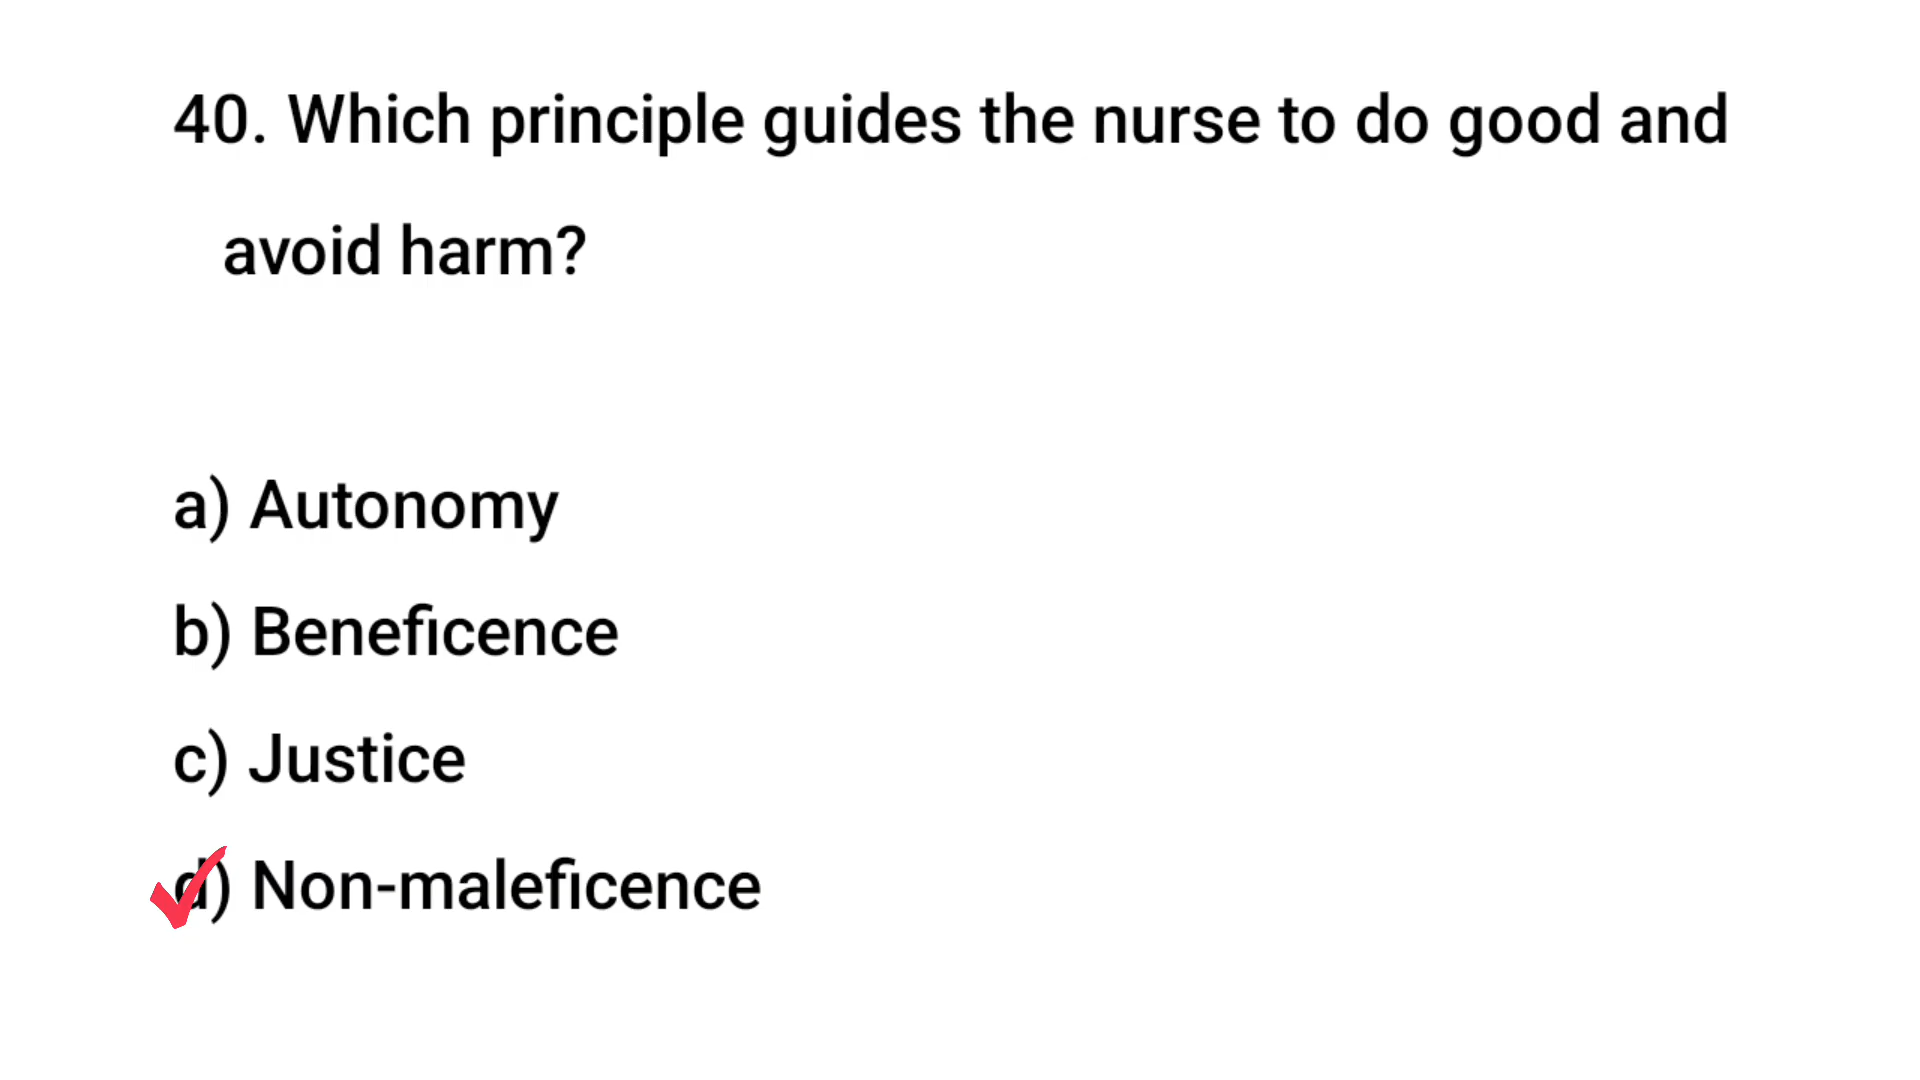 40. Which principle guides the nurse to do good and
avoid harm?
a) Autonomy
b) Beneficence
c) Justice
d) Non-maleficence